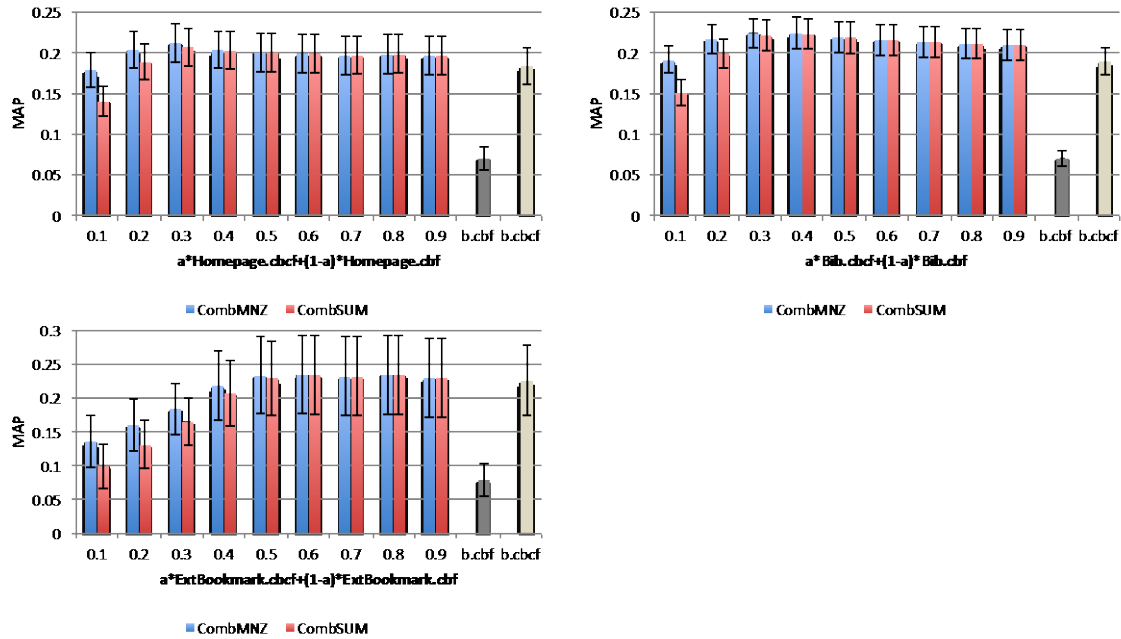 0.25
0.2
0.15
0.1
0.05
0
MAP
0.1 0.2 0.3 0.4 0.5 0.6 0.7 0.8 0.9 b.cbf b.cbcf
a*Homepage.cbcf+(1-a)*Homepage.cbf
CombMNZ CombSUM
0.25
0.2
0.15
0.1
0.05
0
MAP
0.1 0.2 0.3 0.4 0.5 0.6 0.7 0.8 0.9 b.cbf b.cbcf
a*Bib.cbcf+(1-a)*Bib.cbf
CombMNZ CombSUM
0.3
0.25
0.2
0.15
0.1
0.05
0
MAP
0.1 0.2 0.3 0.4 0.5 0.6 0.7 0.8 0.9 b.cbf b.cbcf
a*ExtBookmark.cbcf+(1-a)*ExtBookmark.cbf
CombMNZ CombSUM